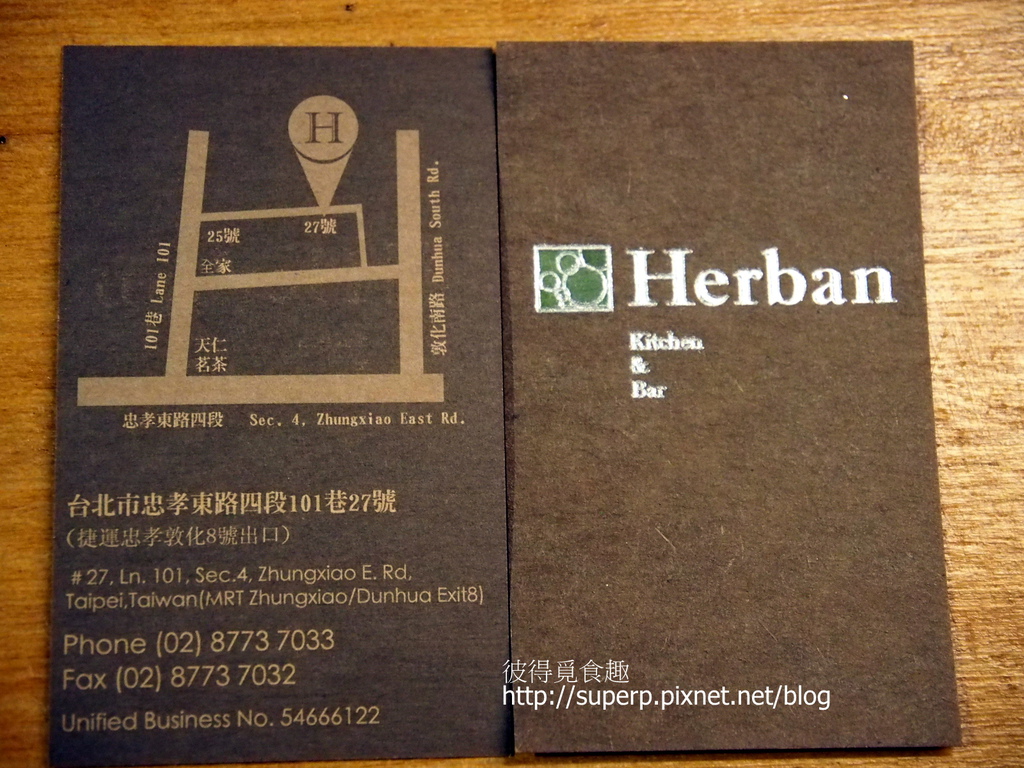 H
27號
25號
全家
101巷 Lane 101
敦化南路 Dunhua South Rd.
天仁
茗茶
忠孝東路四段 Sec. 4, Zhungxiao East Rd.
台北市忠孝東路四段101巷27號
(捷運忠孝敦化8號出口)
#27, Ln. 101, Sec.4, Zhungxiao E. Rd,
Taipei,Taiwan(MRT Zhungxiao/Dunhua Exit8)
Phone (02) 8773 7033
Fax (02) 8773 7032
Unified Business No. 54666122
Herban
Kitchen
&
Bar
彼得覓食趣
http://superp.pixnet.net/blog